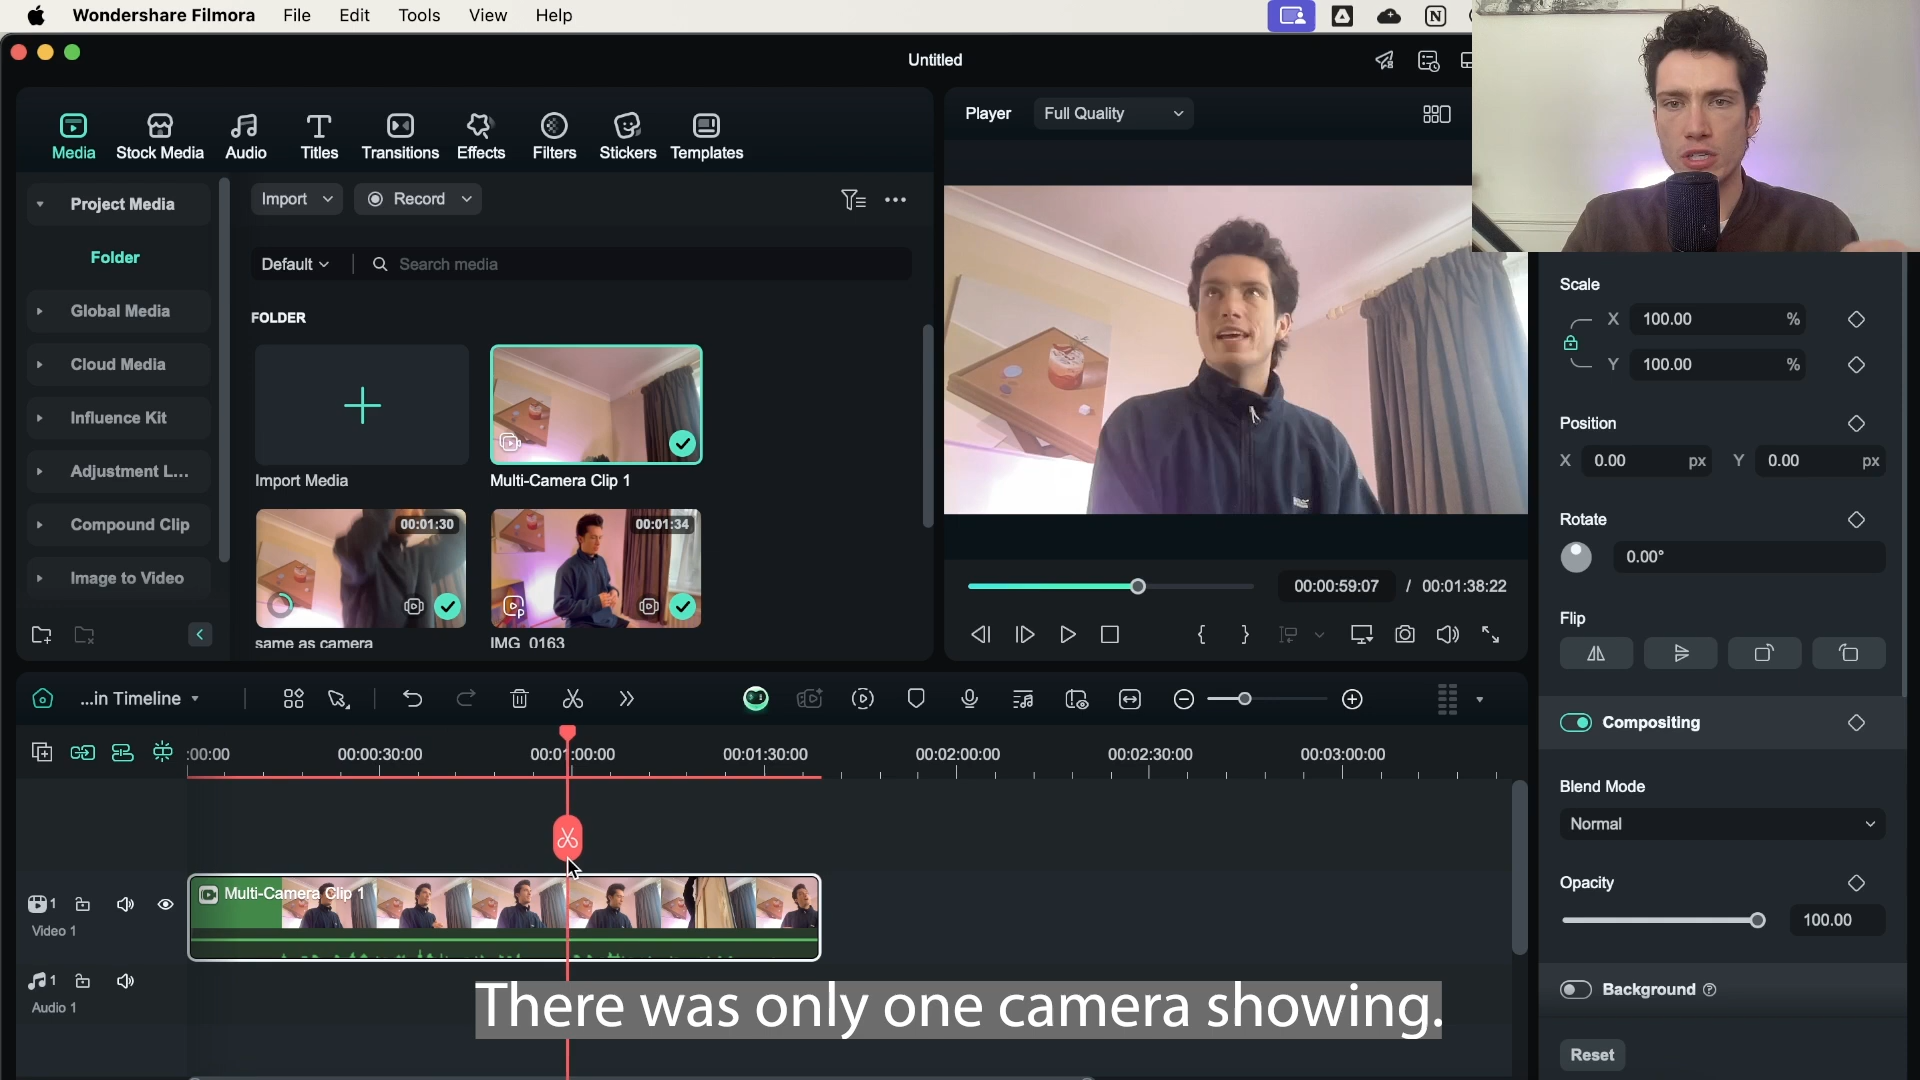 Wondershare Filmora File Edit Tools View Help
Untitled
Media Stock Media Audio Titles Transitions Effects Filters Stickers Templates
Player Full Quality
Project Media
Folder
Global Media
Cloud Media
Influence Kit
Adjustment L...
Compound Clip
Image to Video
Import Record
Default Search media
FOLDER
Import Media
Multi-Camera Clip 1
00:01:30
same as camera
00:01:34
IMG_0163
00:00:59:07 / 00:01:38:22
Scale
X 100.00 %
Y 100.00 %
Position
X 0.00 px Y 0.00 px
Rotate
0.00°
Flip
Compositing
Blend Mode
Normal
Opacity
100.00
Background
Reset
...in Timeline
:00:00 00:00:30:00 00:01:00:00 00:01:30:00 00:02:00:00 00:02:30:00 00:03:00:00
Multi-Camera Clip 1
1
Video 1
1
Audio 1
There was only one camera showing.